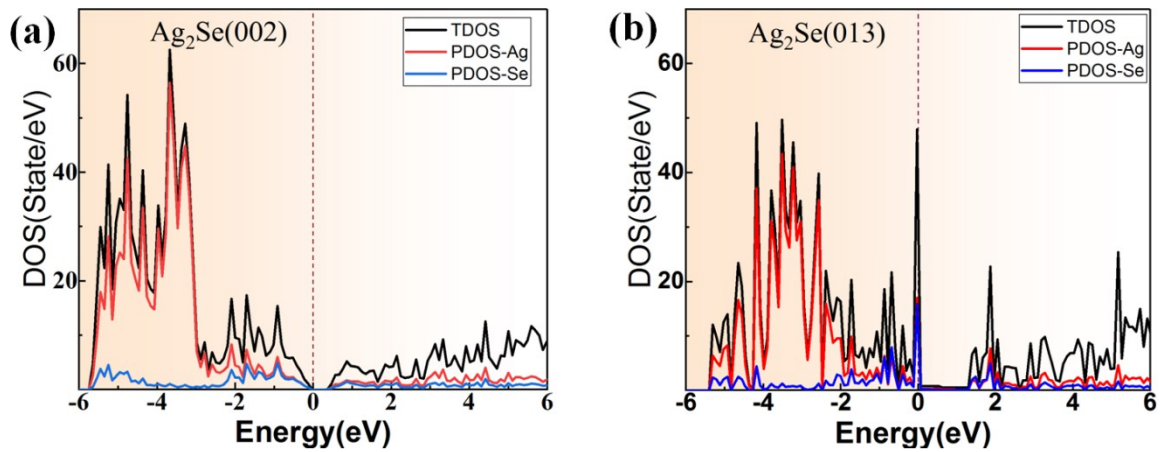 (a)
Ag₂Se(002)
TDOS
PDOS-Ag
PDOS-Se
DOS(State/eV)
60
40
20
-6 -4 -2 0 2 4 6
Energy(eV)
(b)
Ag₂Se(013)
TDOS
PDOS-Ag
PDOS-Se
DOS(State/eV)
60
40
20
-6 -4 -2 0 2 4 6
Energy(eV)